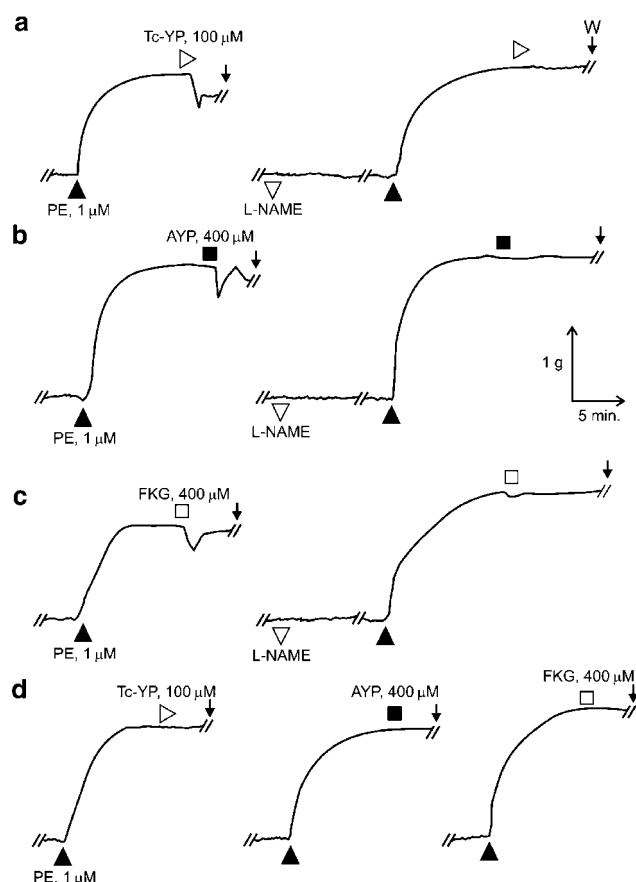 a
Tc-YP, 100 μM
W
PE, 1 μM
L-NAME
b
AYP, 400 μM
PE, 1 μM
L-NAME
1 g
5 min.
c
FKG, 400 μM
PE, 1 μM
L-NAME
d
Tc-YP, 100 μM
AYP, 400 μM
FKG, 400 μM
PE, 1 μM